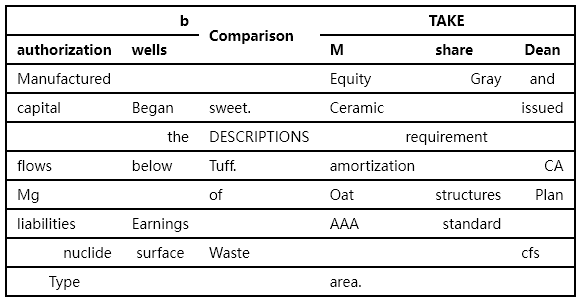 b TAKE
Comparison
authorization wells M share Dean
Manufactured Equity Gray and
capital Began sweet. Ceramic issued
the DESCRIPTIONS requirement
flows below Tuff. amortization CA
Mg of Oat structures Plan
liabilities Earnings AAA standard
nuclide surface Waste cfs
Type area.